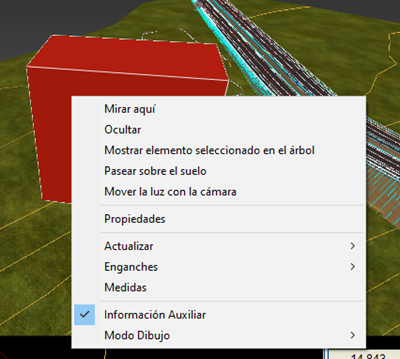 Mirar aquí
Ocultar
Mostrar elemento seleccionado en el árbol
Pasear sobre el suelo
Mover la luz con la cámara
Propiedades
Actualizar
Enganches
Medidas
Información Auxiliar
Modo Dibujo
14.843